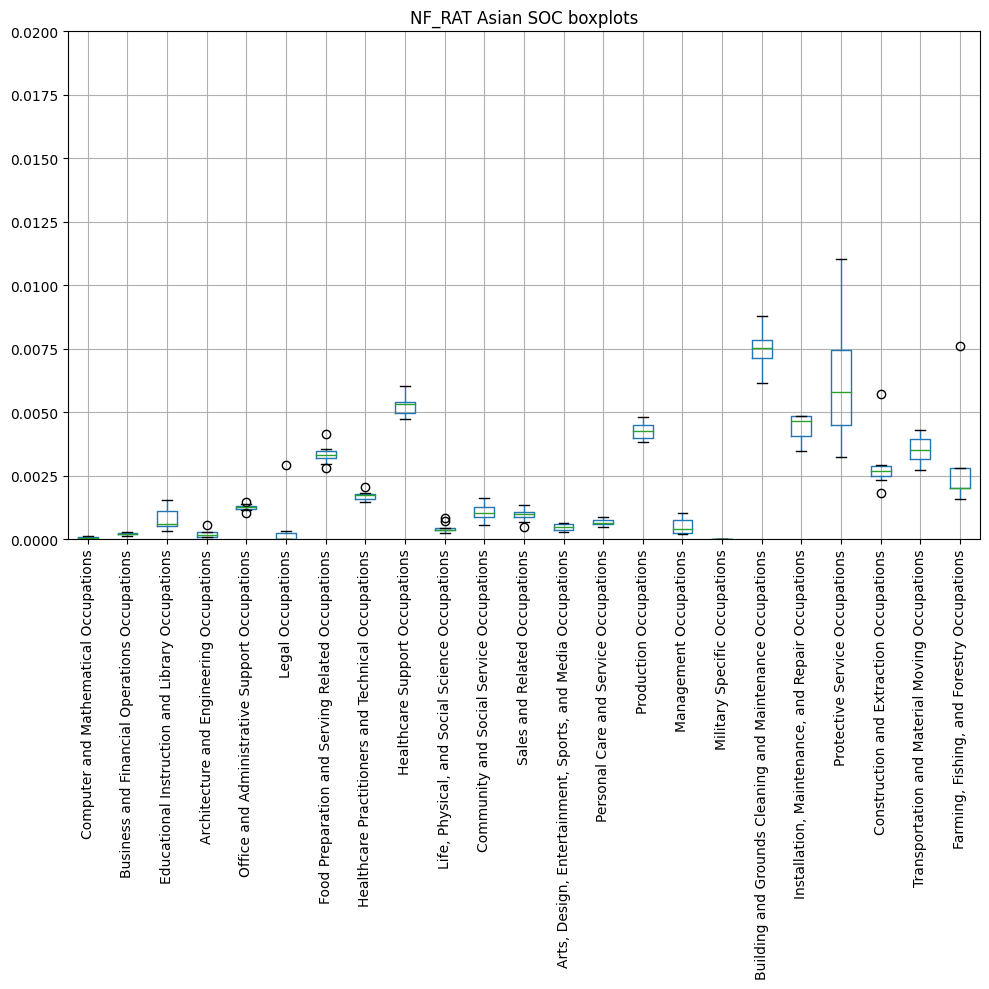 NF_RAT Asian SOC boxplots
0.0200
0.0175
0.0150
0.0125
0.0100
0.0075
0.0050
0.0025
0.0000
Computer and Mathematical Occupations
Business and Financial Operations Occupations
Educational Instruction and Library Occupations
Architecture and Engineering Occupations
Office and Administrative Support Occupations
Legal Occupations
Food Preparation and Serving Related Occupations
Healthcare Practitioners and Technical Occupations
Healthcare Support Occupations
Life, Physical, and Social Science Occupations
Community and Social Service Occupations
Sales and Related Occupations
Arts, Design, Entertainment, Sports, and Media Occupations
Personal Care and Service Occupations
Production Occupations
Management Occupations
Military Specific Occupations
Building and Grounds Cleaning and Maintenance Occupations
Installation, Maintenance, and Repair Occupations
Protective Service Occupations
Construction and Extraction Occupations
Transportation and Material Moving Occupations
Farming, Fishing, and Forestry Occupations